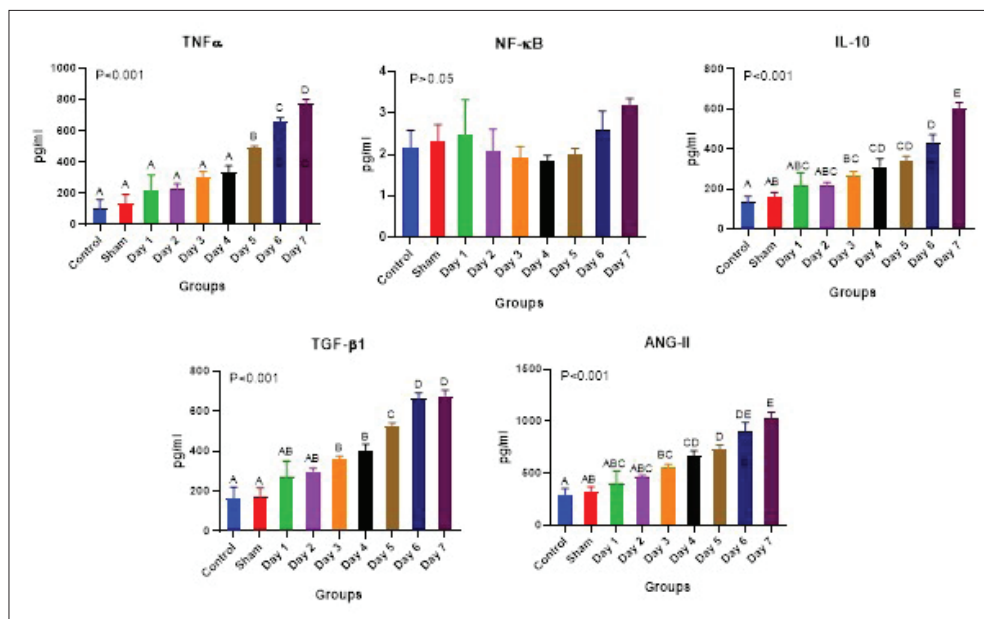 TNFα
P<0.001
pg/ml
1000
800
600
400
200
0
A
A
A
A
A
A
B
C
D
Control
Sham
Day 1
Day 2
Day 3
Day 4
Day 5
Day 6
Day 7
Groups
NF-κB
P>0.05
pg/ml
4
3
2
1
0
Control
Sham
Day 1
Day 2
Day 3
Day 4
Day 5
Day 6
Day 7
Groups
IL-10
P<0.001
pg/ml
800
600
400
200
0
A
AB
ABC
ABC
BC
CD
CD
D
E
Control
Sham
Day 1
Day 2
Day 3
Day 4
Day 5
Day 6
Day 7
Groups
TGF-β1
P<0.001
pg/ml
800
600
400
200
0
A
A
AB
AB
B
B
C
D
D
Control
Sham
Day 1
Day 2
Day 3
Day 4
Day 5
Day 6
Day 7
Groups
ANG-II
P<0.001
pg/ml
1500
1000
500
0
A
AB
ABC
ABC
BC
CD
D
DE
E
Control
Sham
Day 1
Day 2
Day 3
Day 4
Day 5
Day 6
Day 7
Groups